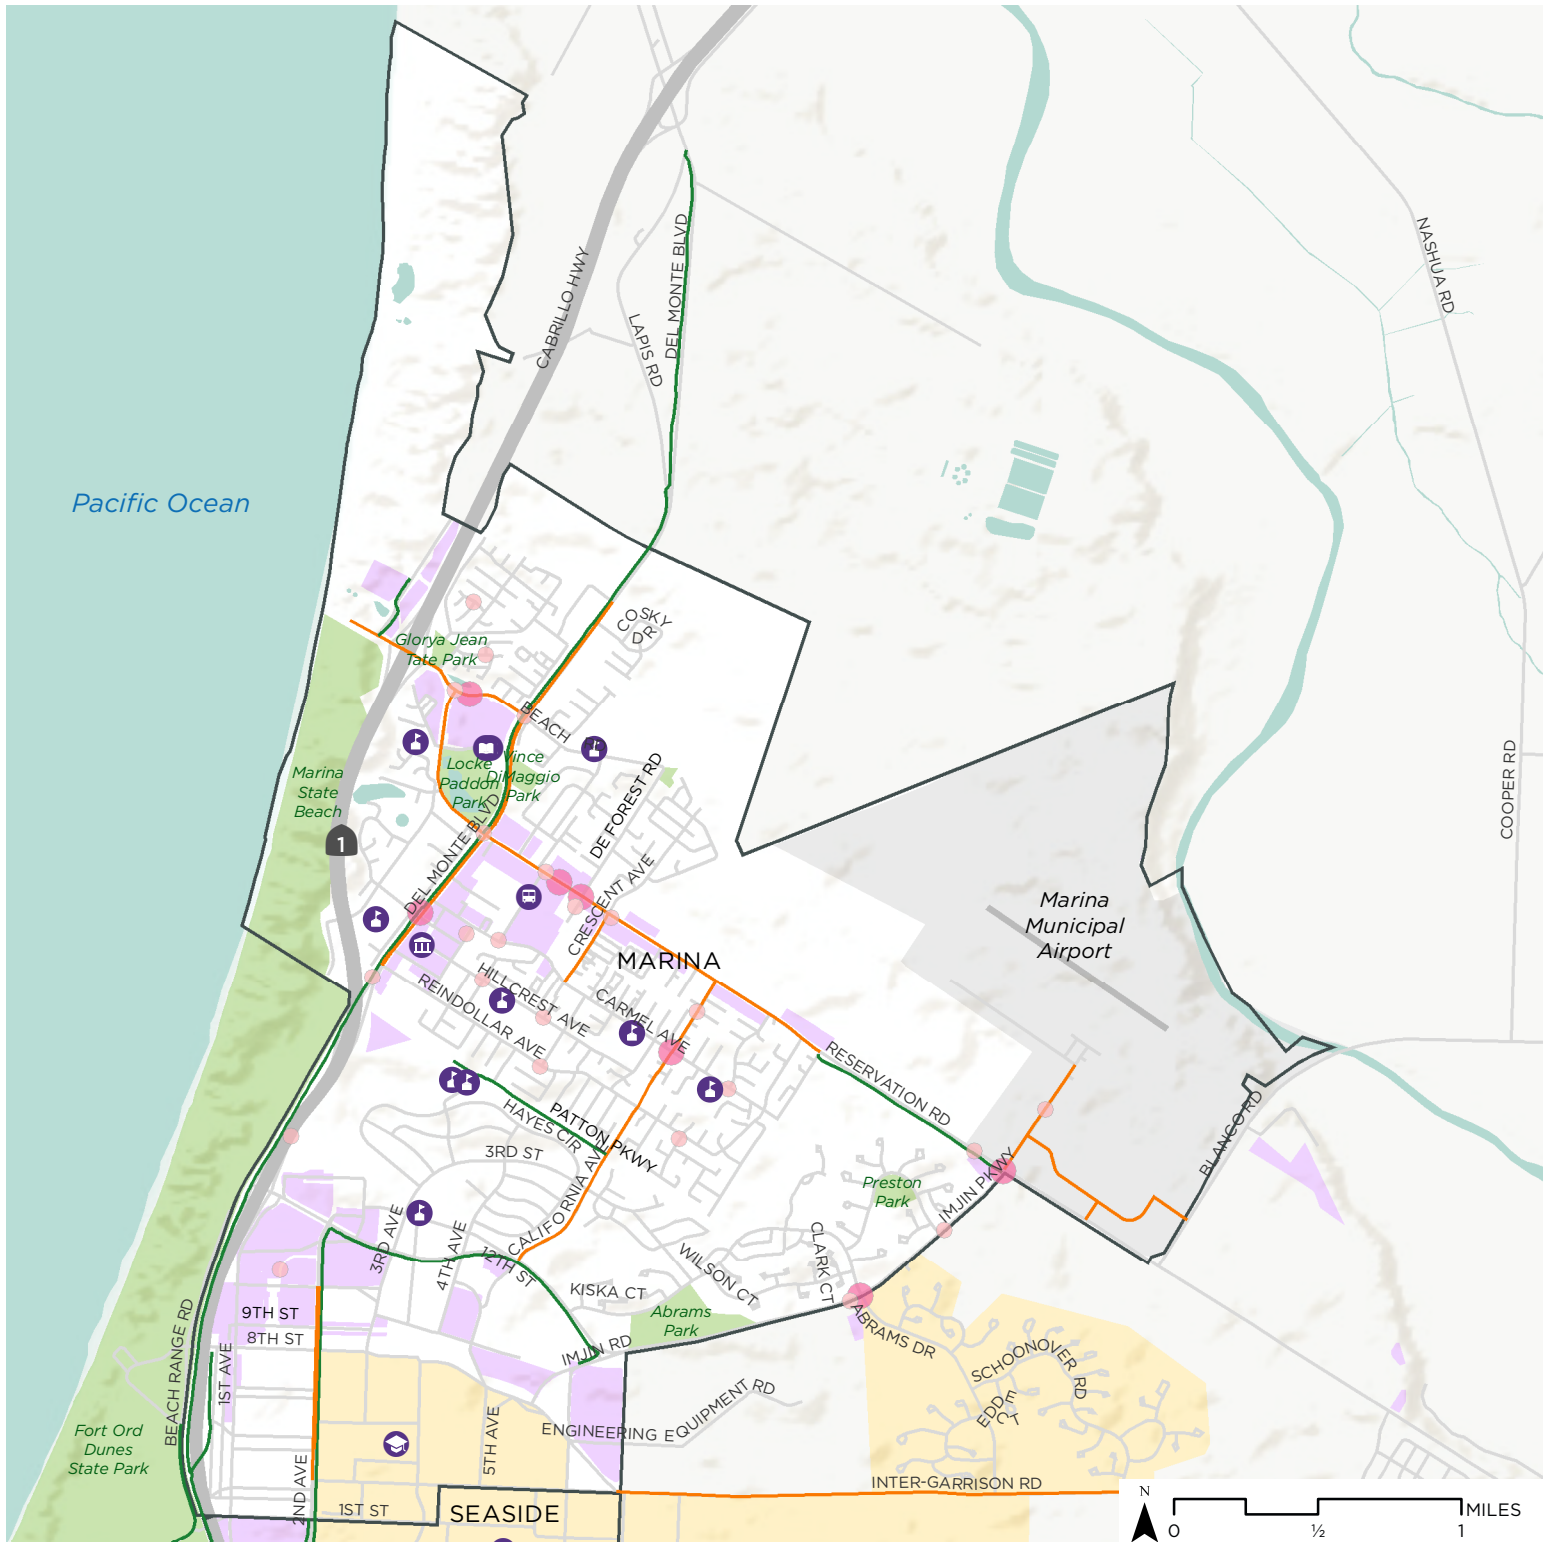 CABRILLO HWY
DEL MONTE BLVD
LAPIS RD
NASHUA RD
Pacific Ocean
COSKY
DR
Glorya Jean
Tate Park
BEACH
Vince
DiMaggio
Park
Locke
Paddon
Park
Marina
State
Beach
DE FOREST RD
COOPER RD
1
DEL MONTE BLVD
CRESCENT AVE
Marina
Municipal
Airport
MARINA
HILLCREST AVE
REINDOLLAR AVE
CARMEL AVE
RESERVATION RD
BLANCO RD
PATTON PKWY
HAYES CIR
3RD ST
CALIFORNIA AVE
Preston
Park
IMJIN PKWY
3RD AVE
4TH AVE
12TH ST
WILSON CT
CLARK CT
KISKA CT
Abrams
Park
9TH ST
8TH ST
IMJIN RD
ABRAMS DR
SCHOONOVER RD
EDDE
CT
BEACH RANGE RD
1ST AVE
EQUIPMENT RD
ENGINEERING E
Fort Ord
Dunes
State Park
5TH AVE
2ND AVE
INTER-GARRISON RD
1ST ST
SEASIDE
N
MILES
0
½
1